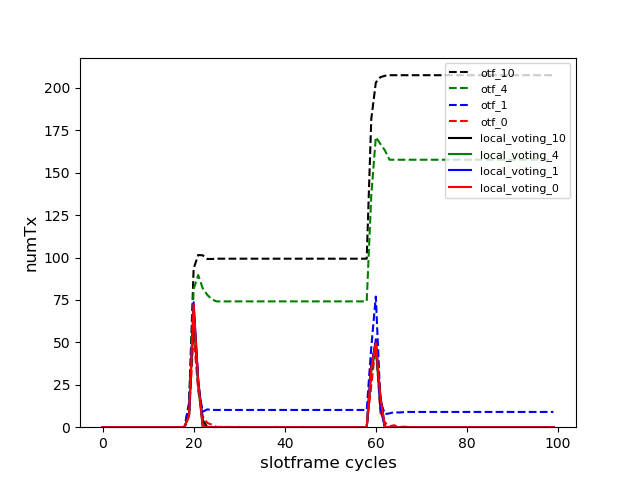 otf_10
otf_4
otf_1
otf_0
local_voting_10
local_voting_4
local_voting_1
local_voting_0
numTx
200
175
150
125
100
75
50
25
0
0 20 40 60 80 100
slotframe cycles